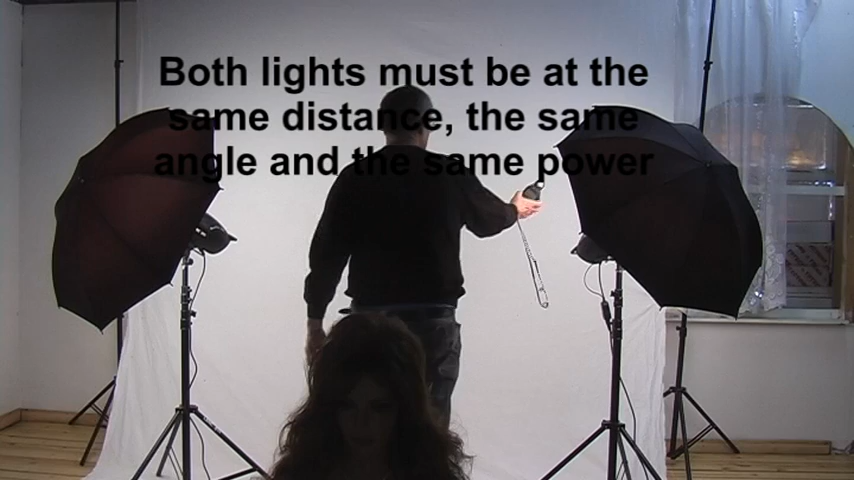 Both lights must be at the
same distance, the same
angle and the same power